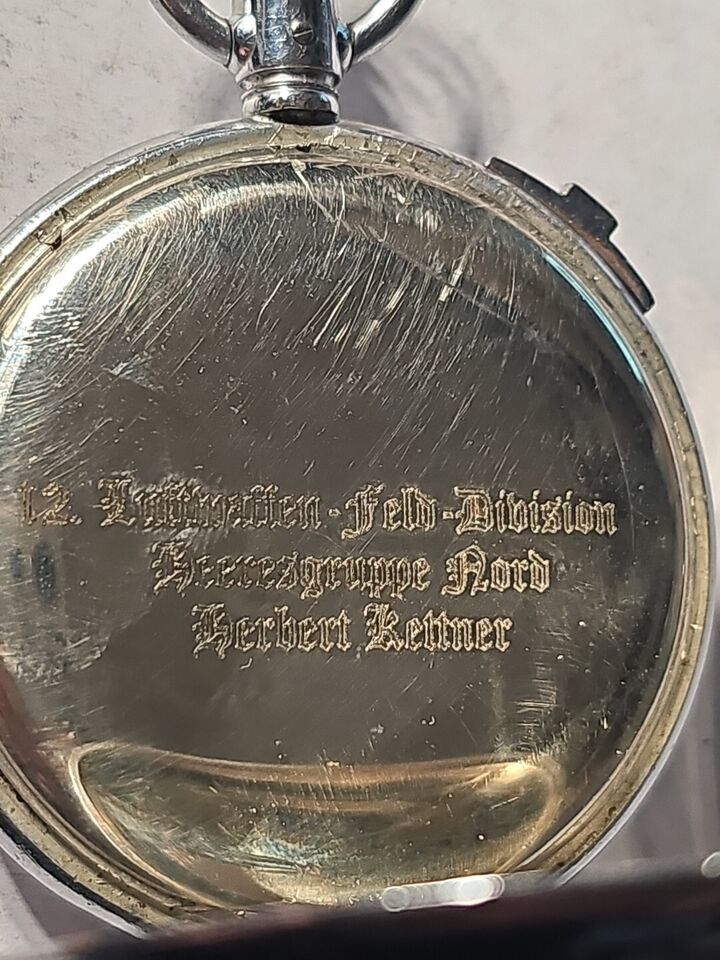 12. Luftwaffen-Feld-Division
Heeresgruppe Nord
Herbert Kettner